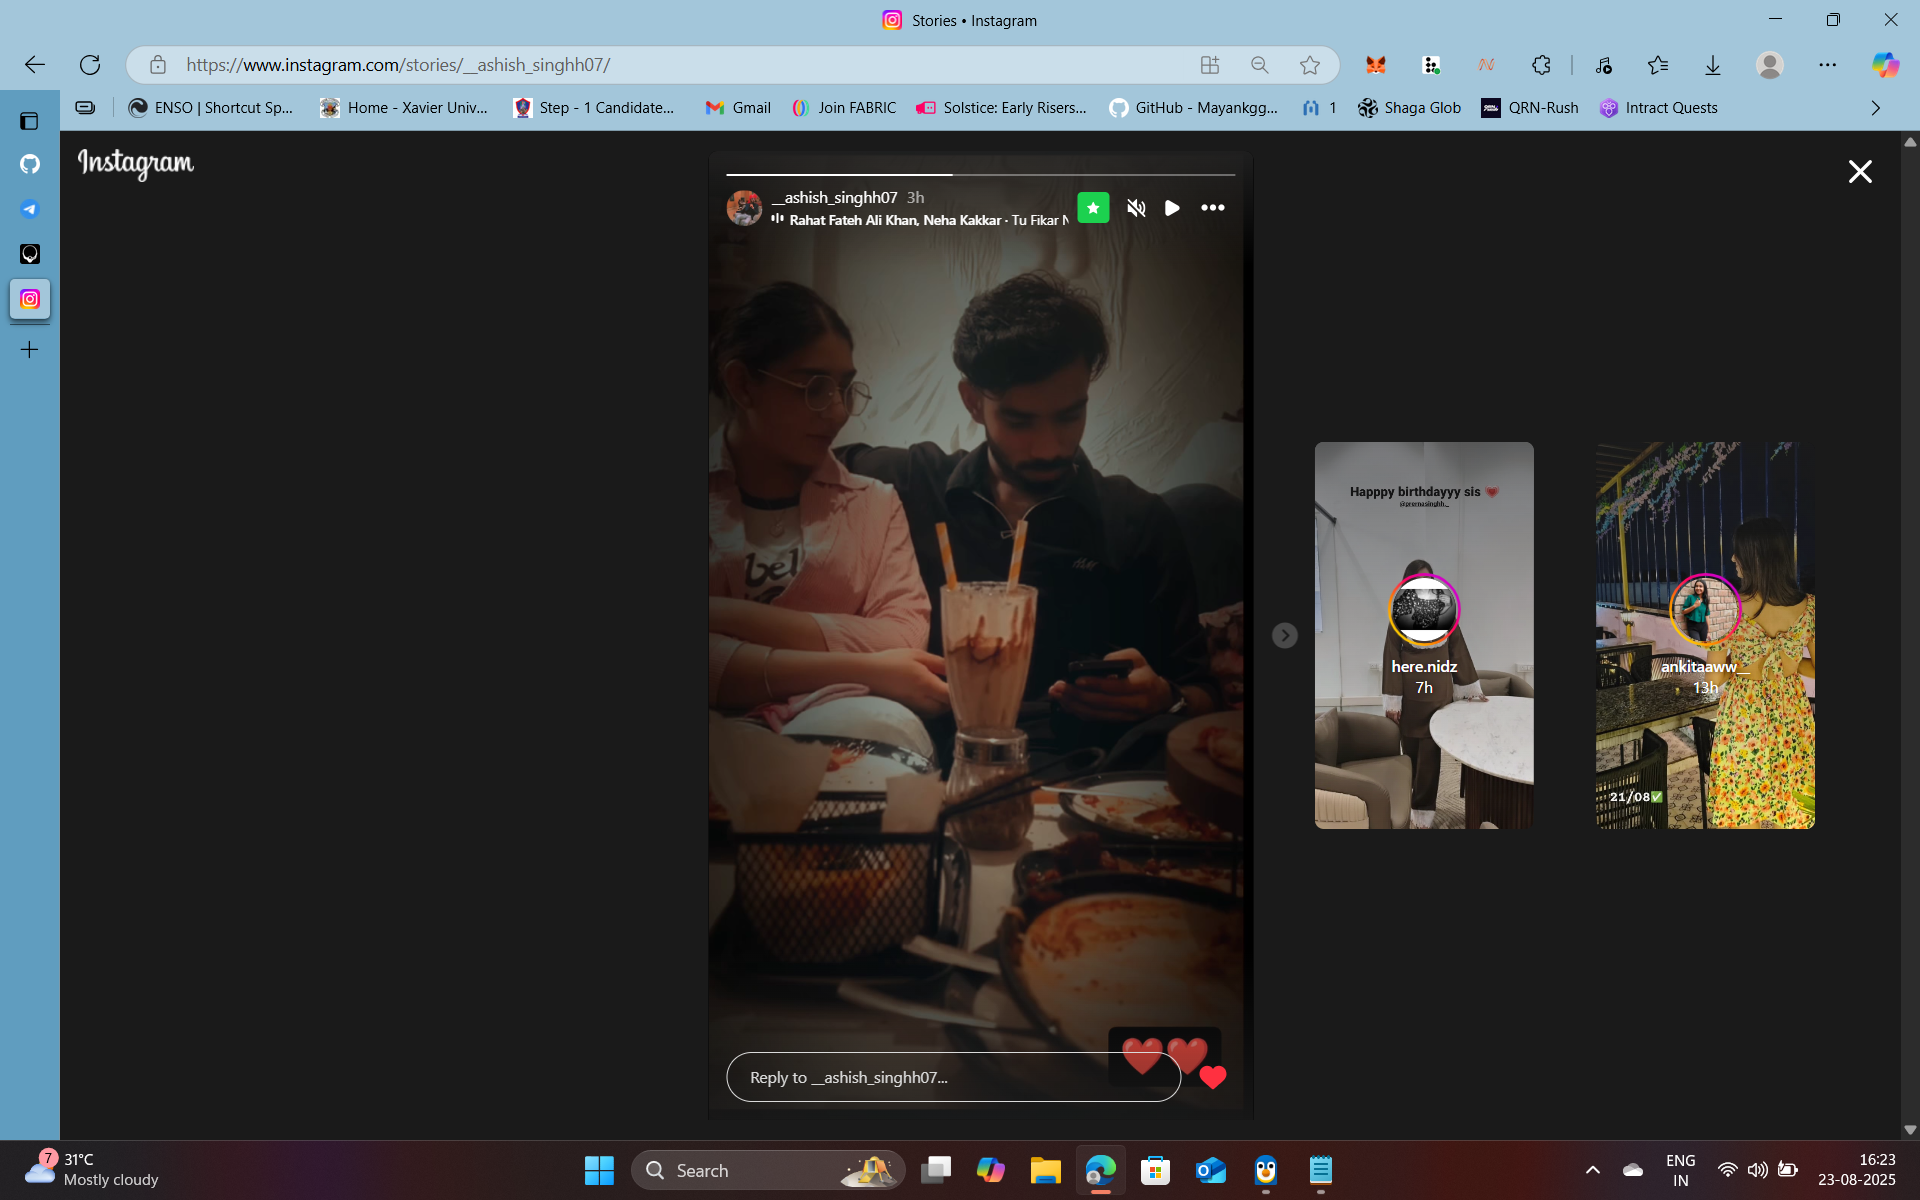 Stories • Instagram
https://www.instagram.com/stories/__ashish_singhh07/
ENSO | Shortcut Sp...
Home - Xavier Univ...
Step - 1 Candidate...
Gmail
Join FABRIC
Solstice: Early Risers...
GitHub - Mayankgg...
1
Shaga Glob
QRN-Rush
Intract Quests
Instagram
__ashish_singhh07 3h
Rahat Fateh Ali Khan, Neha Kakkar · Tu Fikar N
bel
Reply to __ashish_singhh07...
Happpy birthdayyy sis
@prernasinghh_
here.nidz
7h
ankitaaww__
13h
21/08
7
31°C
Mostly cloudy
Search
ENG
IN
16:23
23-08-2025